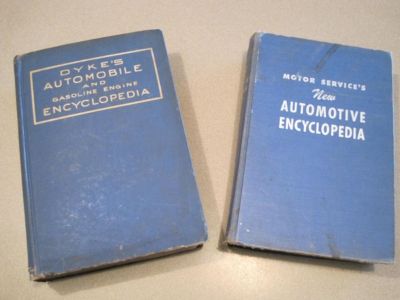 DYKE'S
AUTOMOBILE
AND
GASOLINE ENGINE
ENCYCLOPEDIA
MOTOR SERVICE'S
New
AUTOMOTIVE
ENCYCLOPEDIA